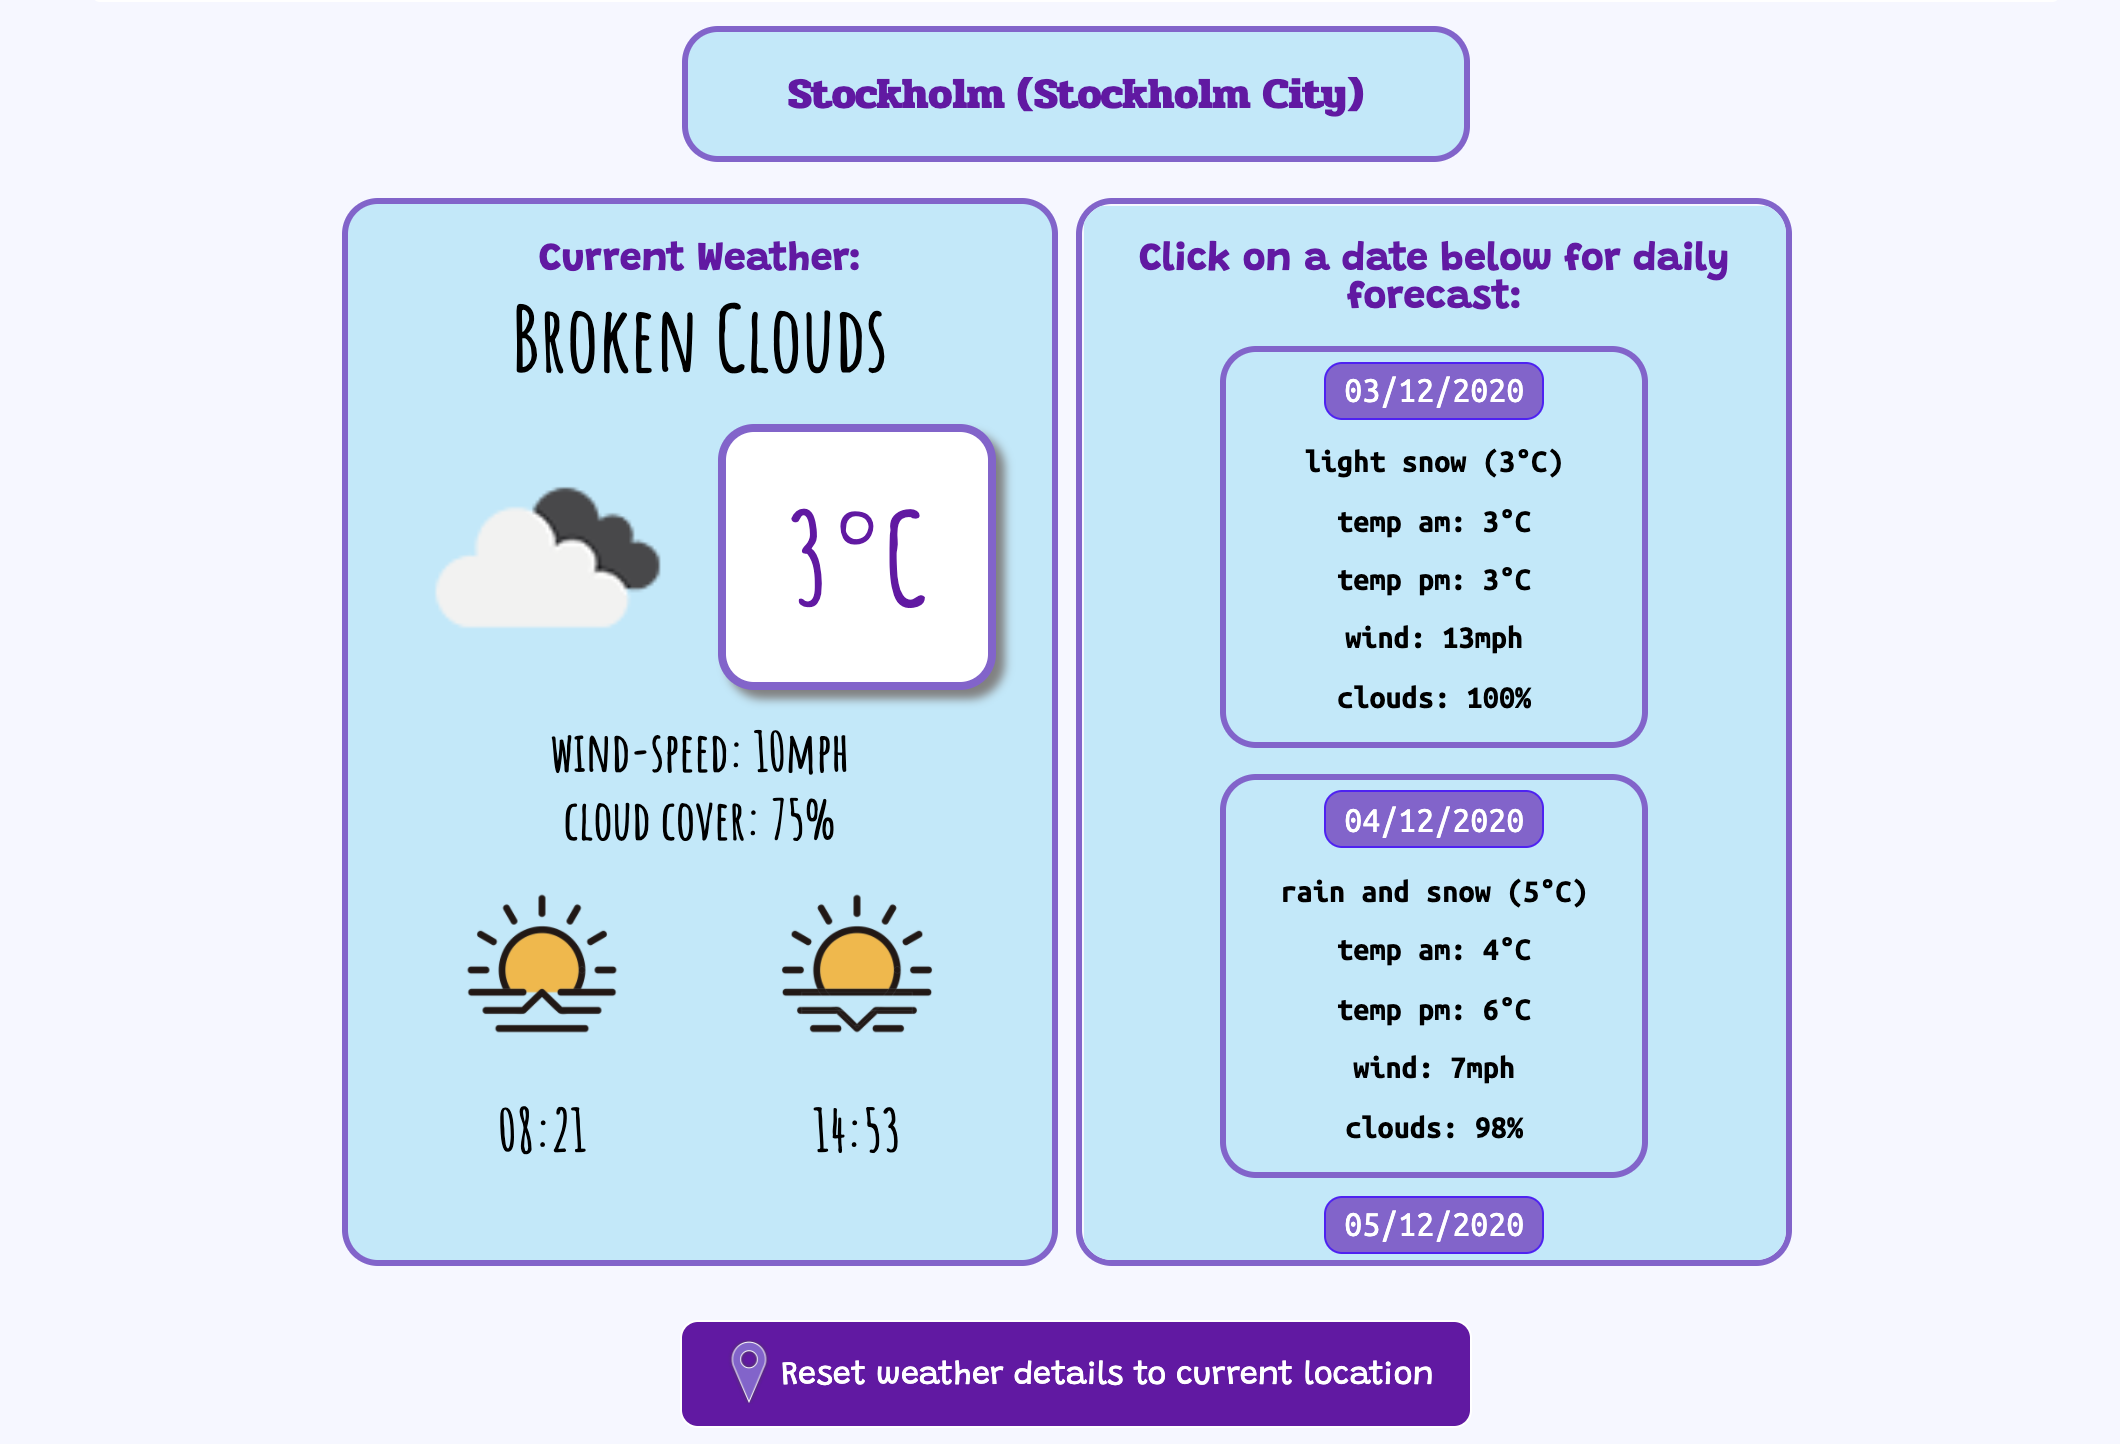 Stockholm (Stockholm City)
Current Weather:
Broken Clouds
3°C
wind-speed: 10mph
cloud cover: 75%
08:21
14:53
Click on a date below for daily
forecast:
03/12/2020
light snow (3°C)
temp am: 3°C
temp pm: 3°C
wind: 13mph
clouds: 100%
04/12/2020
rain and snow (5°C)
temp am: 4°C
temp pm: 6°C
wind: 7mph
clouds: 98%
05/12/2020
Reset weather details to current location